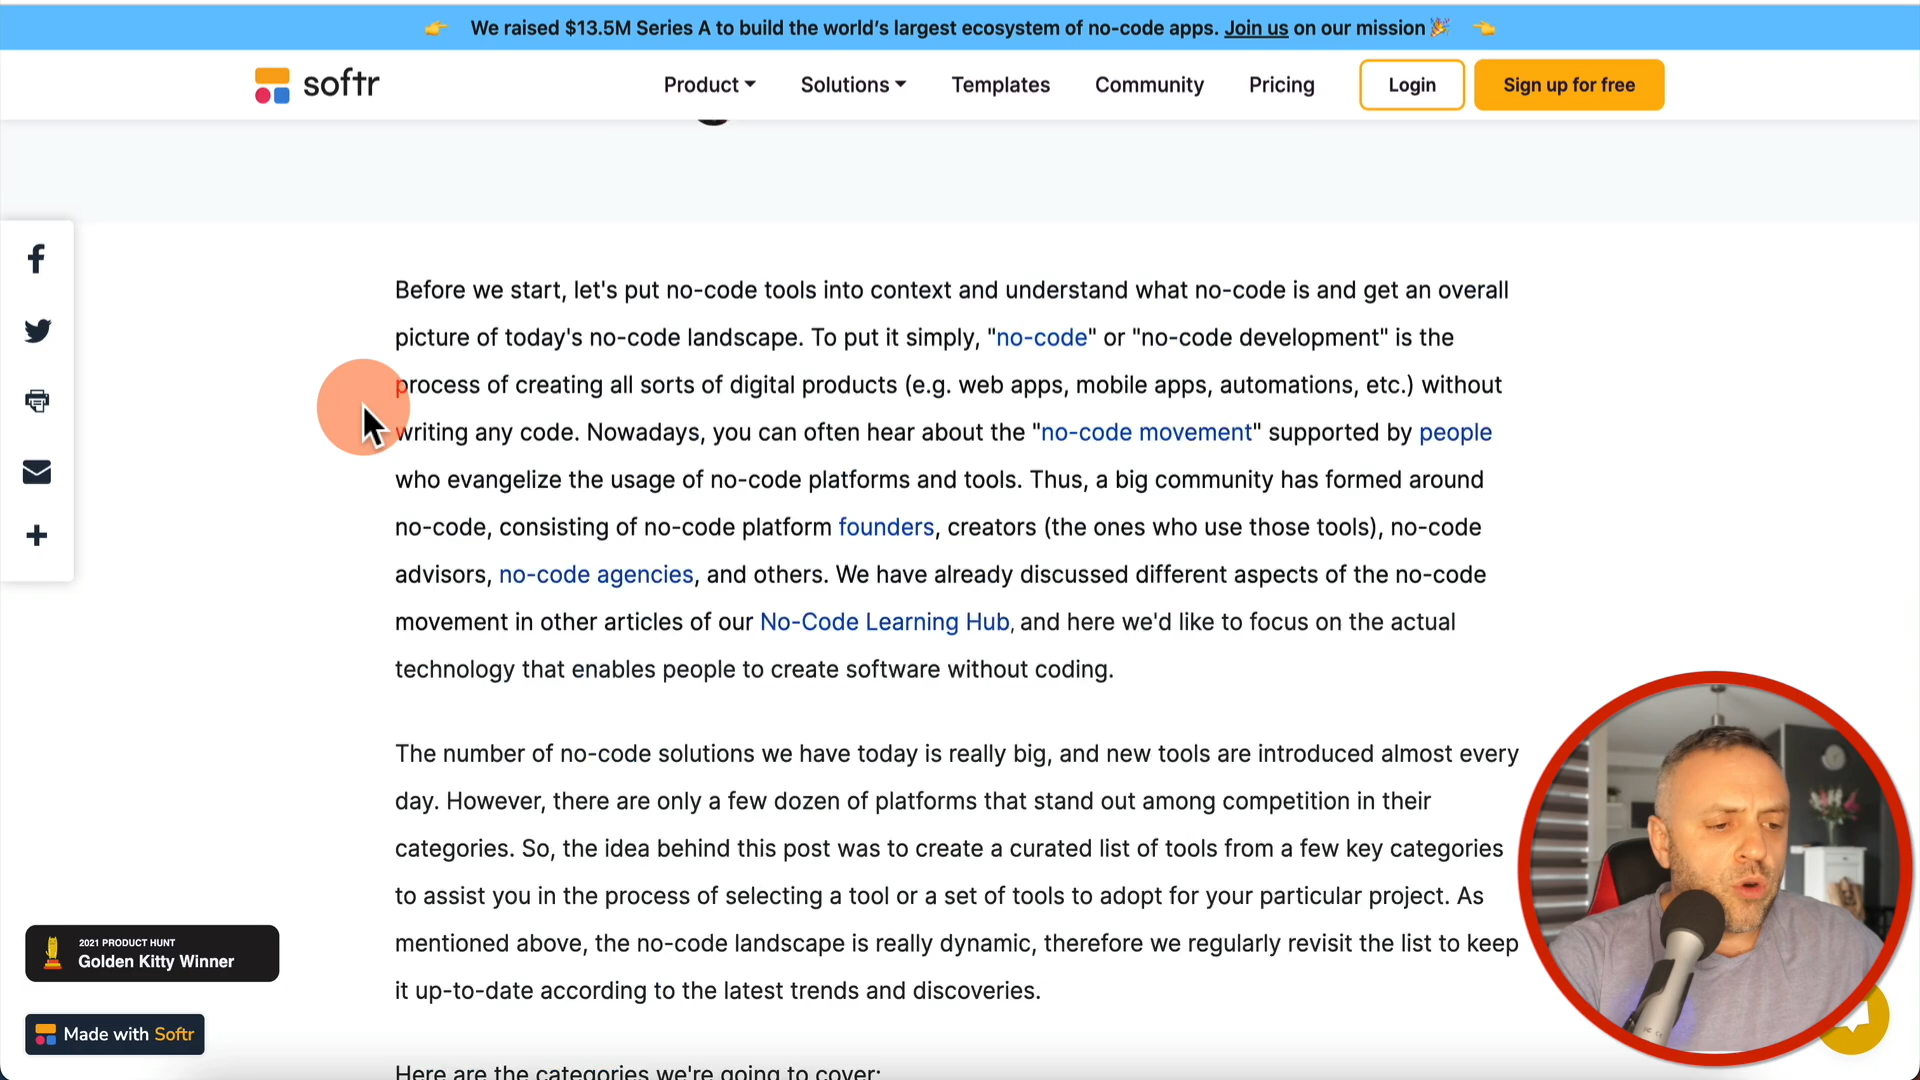 We raised $13.5M Series A to build the world's largest ecosystem of no-code apps. Join us on our mission
softr
Product
Solutions
Templates
Community
Pricing
Login
Sign up for free
Before we start, let's put no-code tools into context and understand what no-code is and get an overall
picture of today's no-code landscape. To put it simply, "no-code" or "no-code development" is the
process of creating all sorts of digital products (e.g. web apps, mobile apps, automations, etc.) without
writing any code. Nowadays, you can often hear about the "no-code movement" supported by people
who evangelize the usage of no-code platforms and tools. Thus, a big community has formed around
no-code, consisting of no-code platform founders, creators (the ones who use those tools), no-code
advisors, no-code agencies, and others. We have already discussed different aspects of the no-code
movement in other articles of our No-Code Learning Hub, and here we'd like to focus on the actual
technology that enables people to create software without coding.
The number of no-code solutions we have today is really big, and new tools are introduced almost every
day. However, there are only a few dozen of platforms that stand out among competition in their
categories. So, the idea behind this post was to create a curated list of tools from a few key categories
to assist you in the process of selecting a tool or a set of tools to adopt for your particular project. As
mentioned above, the no-code landscape is really dynamic, therefore we regularly revisit the list to keep
it up-to-date according to the latest trends and discoveries.
Here are the categories we're going to cover:
2021 PRODUCT HUNT
Golden Kitty Winner
Made with Softr